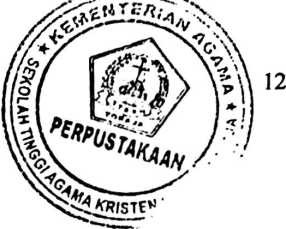 KEMENTERIAN AGAMA
12
PERPUSTAKAAN
SEKOLAH TINGGI AGAMA KRISTEN